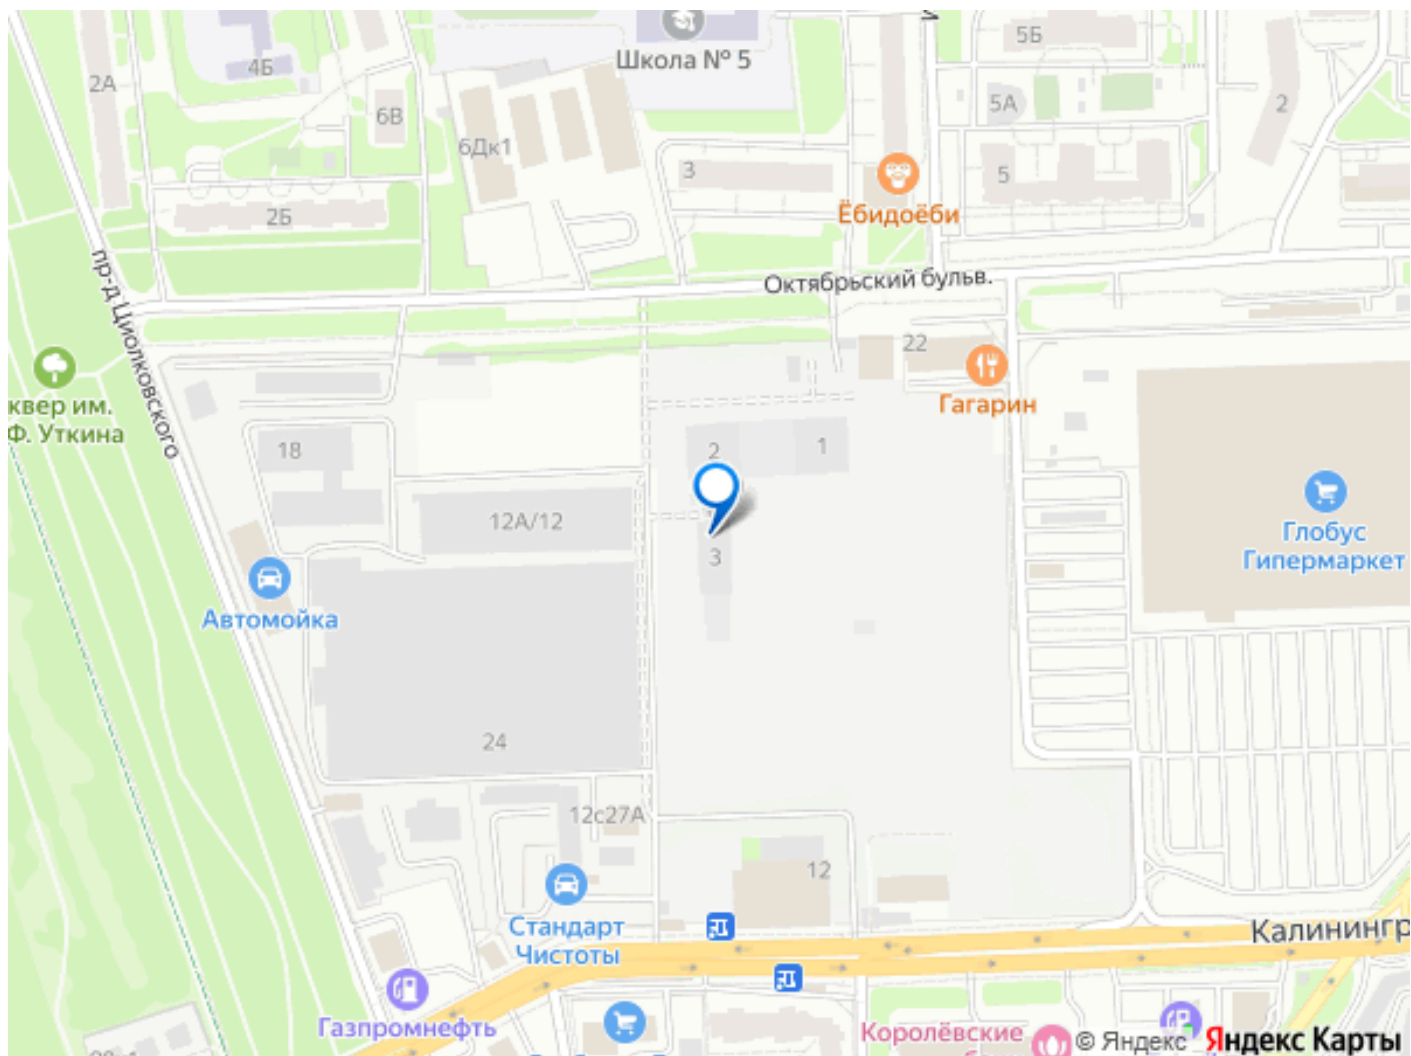 5Б
Школа № 5
4Б
2А
5А
2
6В
6Дк1
3
5
Ёбидоёби
2Б
Октябрьский бульв.
пр-д Циолковского
22
Гагарин
квер им.
Ф. Уткина
18
2
1
12А/12
3
Глобус
Гипермаркет
Автомойка
24
12с27А
12
Стандарт
Чистоты
Калинингр
Газпромнефть
Королёвские
© Яндекс Яндекс Карты